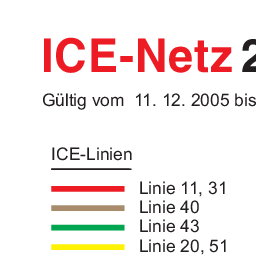 ICE-Netz 2
Gültig vom 11. 12. 2005 bis
ICE-Linien
Linie 11, 31
Linie 40
Linie 43
Linie 20, 51